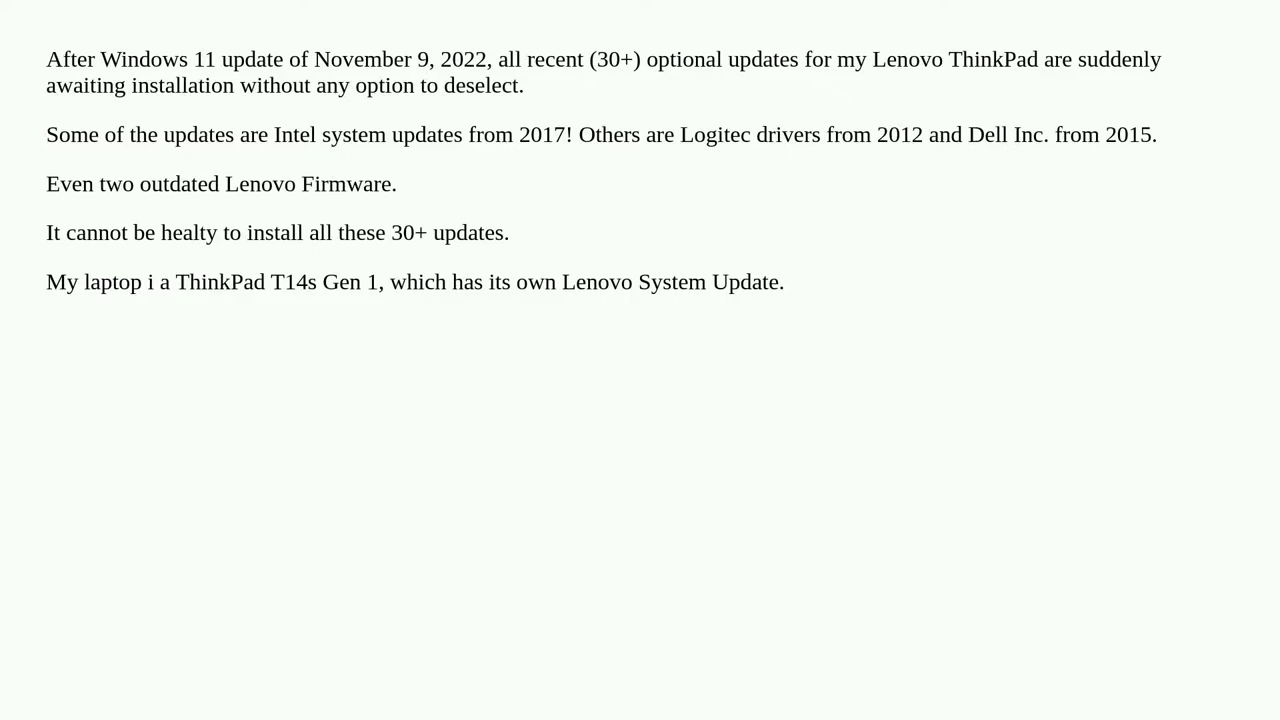 After Windows 11 update of November 9, 2022, all recent (30+) optional updates for my Lenovo ThinkPad are suddenly
awaiting installation without any option to deselect.
Some of the updates are Intel system updates from 2017! Others are Logitec drivers from 2012 and Dell Inc. from 2015.
Even two outdated Lenovo Firmware.
It cannot be healty to install all these 30+ updates.
My laptop i a ThinkPad T14s Gen 1, which has its own Lenovo System Update.